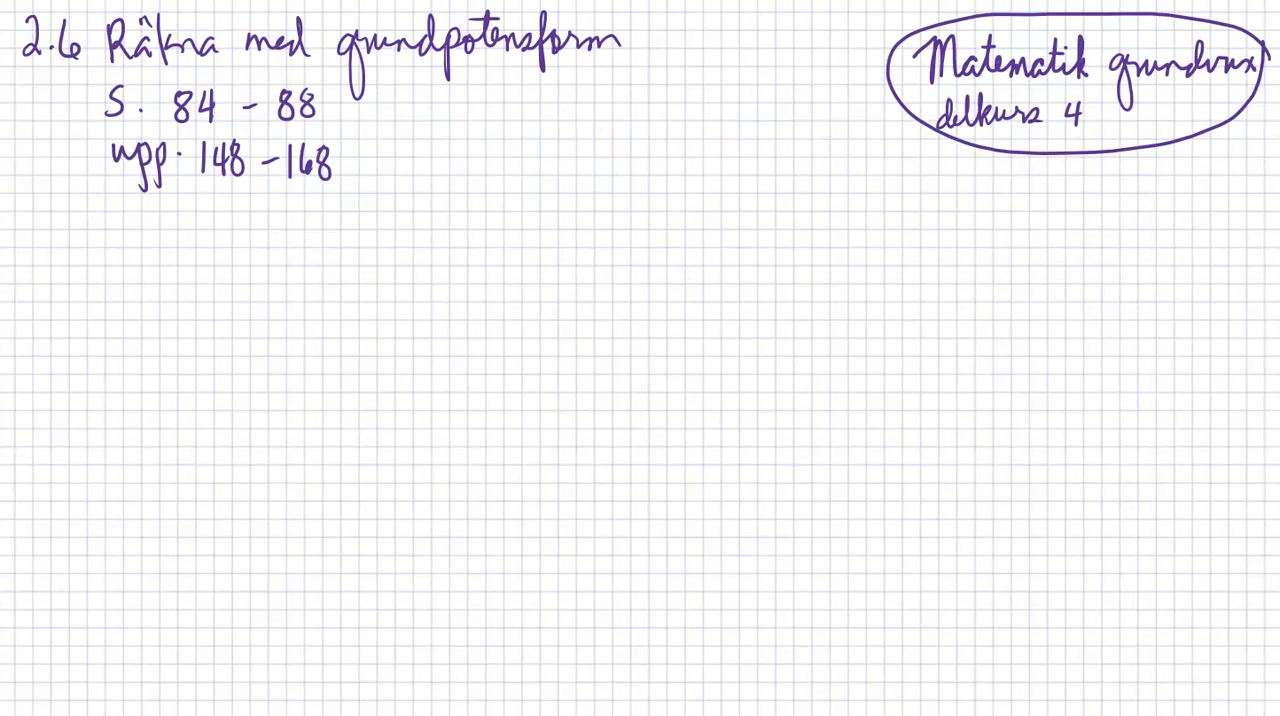 2.6 Räkna med grundpotensform
S. 84 - 88
upp. 148 - 168
Matematik grundvux
delkurs 4